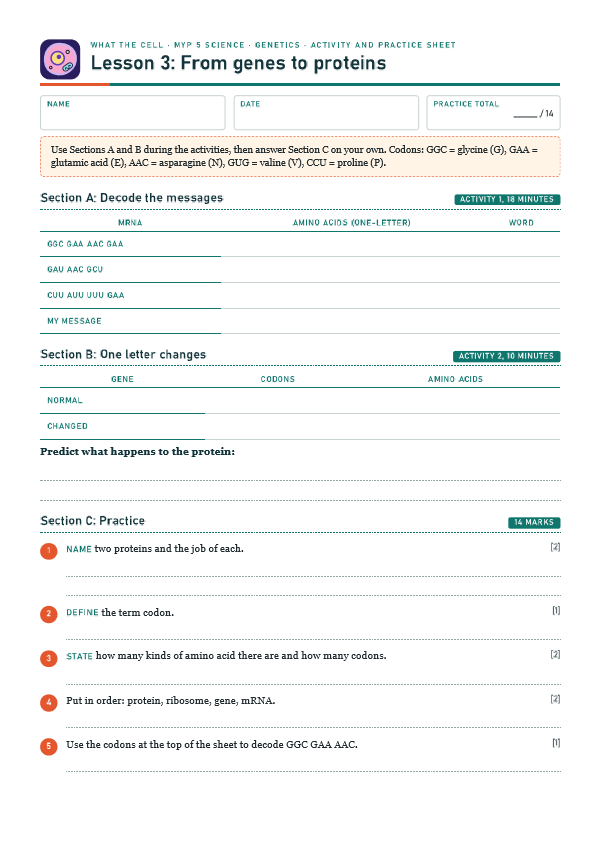 WHAT THE CELL · MYP 5 SCIENCE · GENETICS · ACTIVITY AND PRACTICE SHEET
Lesson 3: From genes to proteins
NAME
DATE
PRACTICE TOTAL
_____ / 14
Use Sections A and B during the activities, then answer Section C on your own. Codons: GGC = glycine (G), GAA =
glutamic acid (E), AAC = asparagine (N), GUG = valine (V), CCU = proline (P).
Section A: Decode the messages
ACTIVITY 1, 18 MINUTES
MRNA AMINO ACIDS (ONE-LETTER) WORD
GGC GAA AAC GAA
GAU AAC GCU
CUU AUU UUU GAA
MY MESSAGE
Section B: One letter changes
ACTIVITY 2, 10 MINUTES
GENE CODONS AMINO ACIDS
NORMAL
CHANGED
Predict what happens to the protein:
Section C: Practice
14 MARKS
1 NAME two proteins and the job of each. [2]
2 DEFINE the term codon. [1]
3 STATE how many kinds of amino acid there are and how many codons. [2]
4 Put in order: protein, ribosome, gene, mRNA. [2]
5 Use the codons at the top of the sheet to decode GGC GAA AAC. [1]